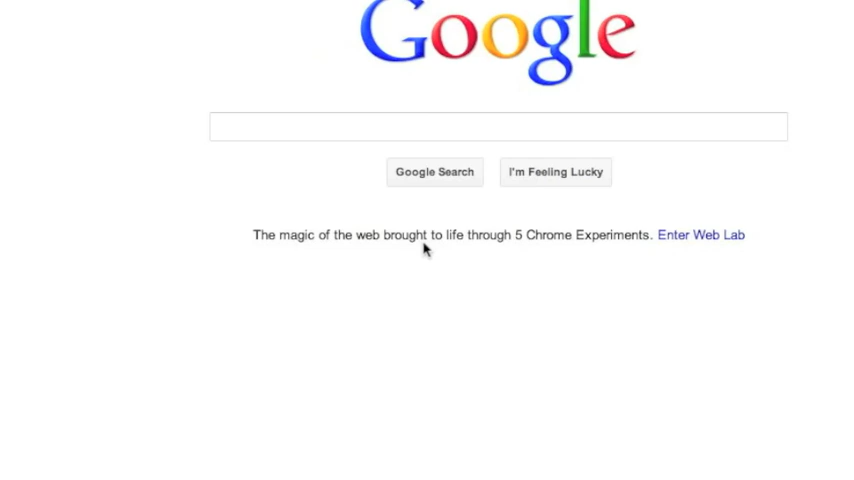 Google
Google Search
I'm Feeling Lucky
The magic of the web brought to life through 5 Chrome Experiments. Enter Web Lab